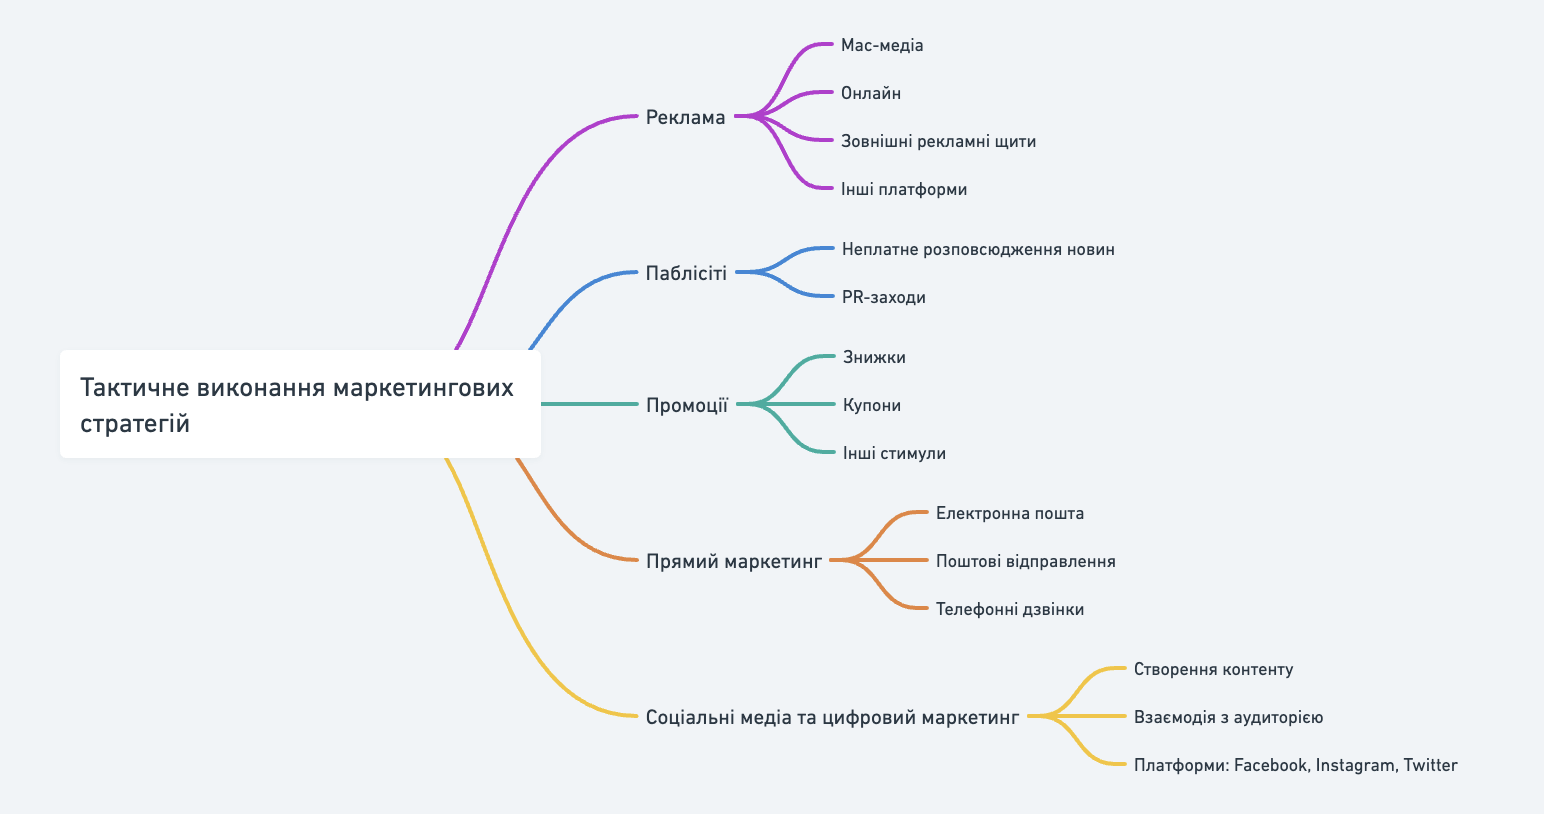 Тактичне виконання маркетингових
стратегій
Реклама
Мас-медіа
Онлайн
Зовнішні рекламні щити
Інші платформи
Паблісіті
Неплатне розповсюдження новин
PR-заходи
Промоції
Знижки
Купони
Інші стимули
Прямий маркетинг
Електронна пошта
Поштові відправлення
Телефонні дзвінки
Соціальні медіа та цифровий маркетинг
Створення контенту
Взаємодія з аудиторією
Платформи: Facebook, Instagram, Twitter